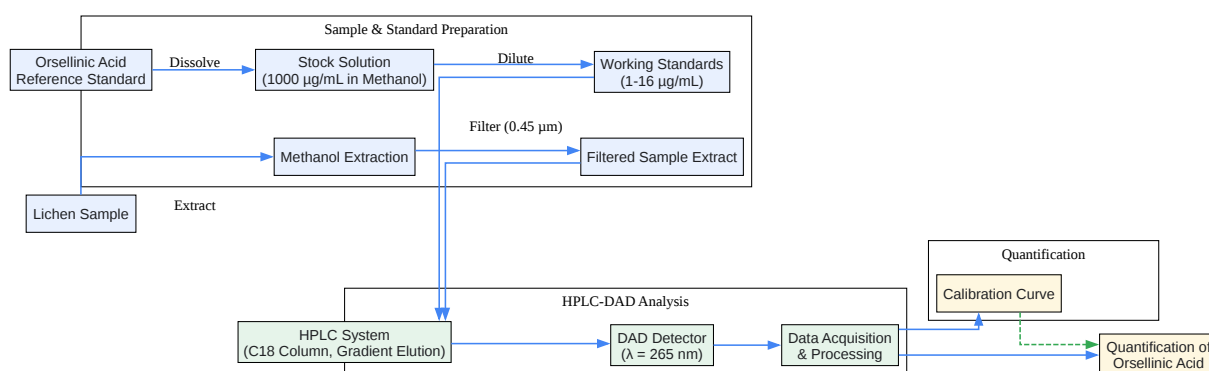 Sample & Standard Preparation
Orsellinic Acid
Reference Standard
Dissolve
Stock Solution
(1000 µg/mL in Methanol)
Dilute
Working Standards
(1-16 µg/mL)
Filter (0.45 µm)
Methanol Extraction
Filtered Sample Extract
Lichen Sample
Extract
Quantification
Calibration Curve
HPLC-DAD Analysis
HPLC System
(C18 Column, Gradient Elution)
DAD Detector
(λ = 265 nm)
Data Acquisition
& Processing
Quantification of
Orsellinic Acid